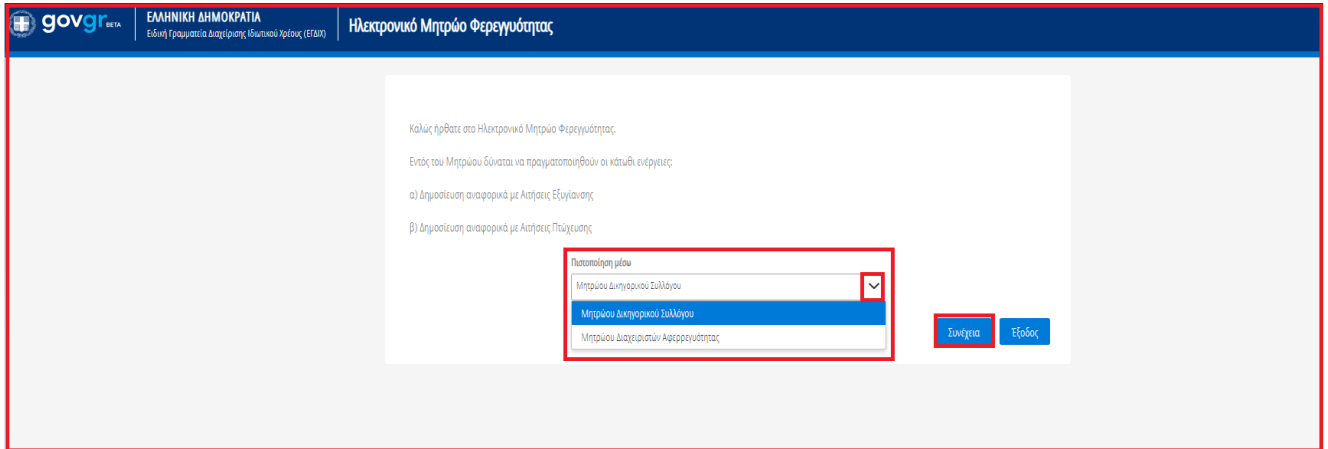 govgr BETA
ΕΛΛΗΝΙΚΗ ΔΗΜΟΚΡΑΤΙΑ
Ειδική Γραμματεία Διαχείρισης Ιδιωτικού Χρέους (ΕΓΔΙΧ)
Ηλεκτρονικό Μητρώο Φερεγγυότητας
Καλώς ήρθατε στο Ηλεκτρονικό Μητρώο Φερεγγυότητας.
Εντός του Μητρώου δύναται να πραγματοποιηθούν οι κάτωθι ενέργειες:
α) Δημοσίευση αναφορικά με Αιτήσεις Εξυγίανσης
β) Δημοσίευση αναφορικά με Αιτήσεις Πτώχευσης
Πιστοποίηση μέσω
Μητρώου Δικηγορικού Συλλόγου
Μητρώου Δικηγορικού Συλλόγου
Μητρώου Διαχειριστών Αφερρεγυότητας
Συνέχεια
Έξοδος